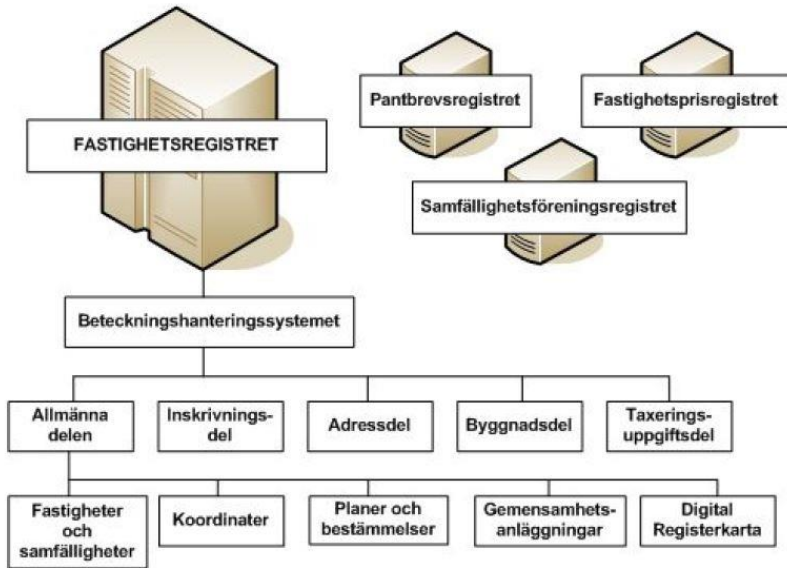 Pantbrevsregistret
Fastighetsprisregistret
FASTIGHETSREGISTRET
Samfällighetsföreningsregistret
Beteckningshanteringssystemet
Allmänna
delen
Inskrivnings-
del
Adressdel
Byggnadsdel
Taxerings-
uppgiftsdel
Fastigheter
och
samfälligheter
Koordinater
Planer och
bestämmelser
Gemensamhets-
anläggningar
Digital
Registerkarta